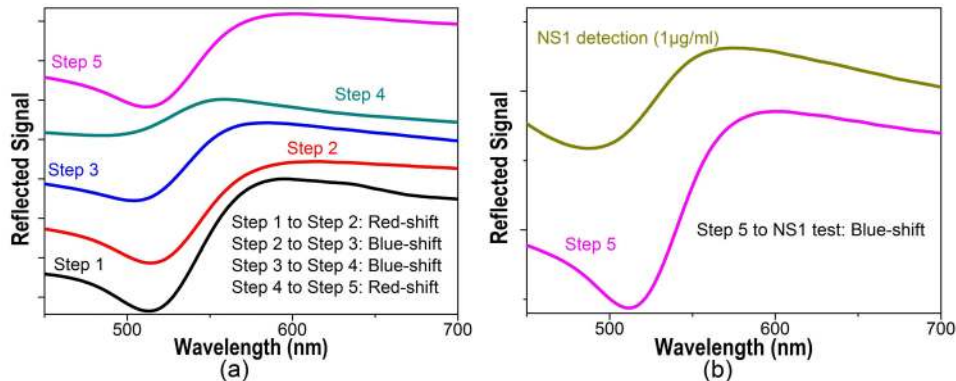 Reflected Signal
Step 5
Step 4
Step 3
Step 2
Step 1
Step 1 to Step 2: Red-shift
Step 2 to Step 3: Blue-shift
Step 3 to Step 4: Blue-shift
Step 4 to Step 5: Red-shift
500 600 700
Wavelength (nm)
(a)
Reflected Signal
NS1 detection (1µg/ml)
Step 5
Step 5 to NS1 test: Blue-shift
500 600 700
Wavelength (nm)
(b)